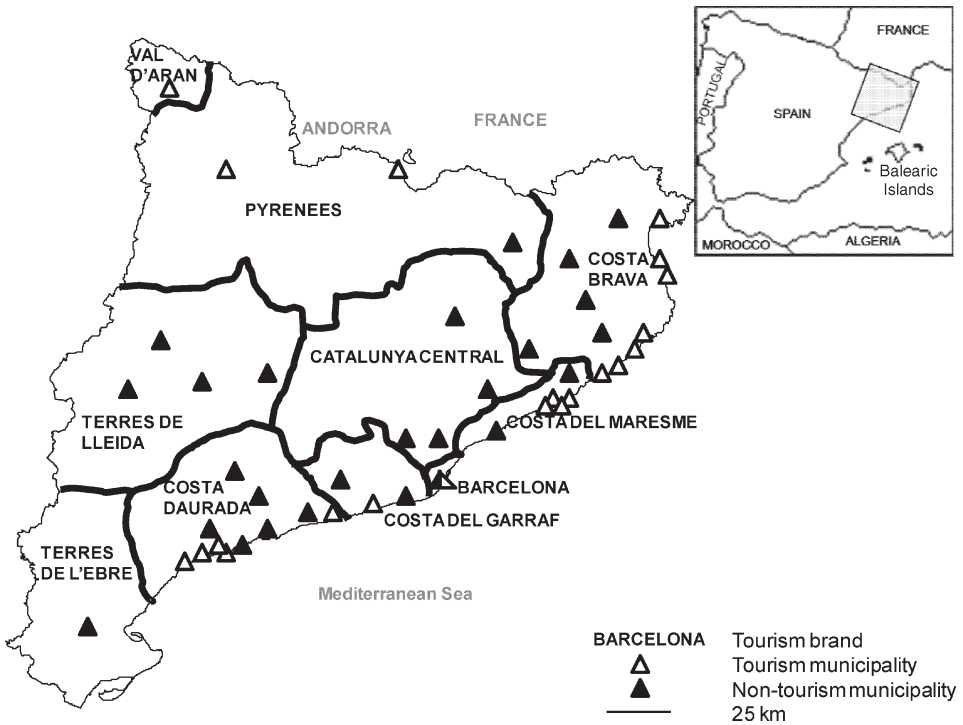 VAL
D'ARAN
ANDORRA
FRANCE
PYRENEES
COSTA
BRAVA
CATALUNYA CENTRAL
TERRES DE
LLEIDA
COSTA DEL MARESME
COSTA
DAURADA
BARCELONA
COSTA DEL GARRAF
TERRES
DE L'EBRE
Mediterranean Sea
FRANCE
PORTUGAL
SPAIN
Balearic
Islands
MOROCCO
ALGERIA
BARCELONA Tourism brand
Tourism municipality
Non-tourism municipality
25 km